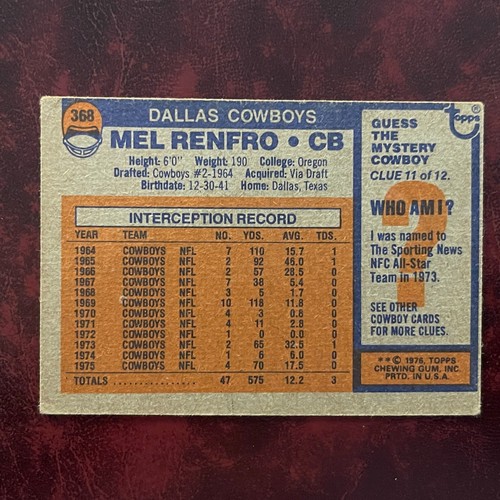 368
DALLAS COWBOYS
MEL RENFRO • CB
Height: 6'0" Weight: 190 College: Oregon
Drafted: Cowboys #2-1964 Acquired: Via Draft
Birthdate: 12-30-41 Home: Dallas, Texas
INTERCEPTION RECORD
YEAR TEAM NO. YDS. AVG. TDS.
1964 COWBOYS NFL 7 110 15.7 1
1965 COWBOYS NFL 2 92 46.0 1
1966 COWBOYS NFL 2 57 28.5 0
1967 COWBOYS NFL 7 38 5.4 0
1968 COWBOYS NFL 3 5 1.7 0
1969 COWBOYS NFL 10 118 11.8 0
1970 COWBOYS NFL 4 3 0.8 0
1971 COWBOYS NFL 4 11 2.8 0
1972 COWBOYS NFL 1 0 0.0 0
1973 COWBOYS NFL 2 65 32.5 1
1974 COWBOYS NFL 1 6 6.0 0
1975 COWBOYS NFL 4 70 17.5 0
TOTALS .................. 47 575 12.2 3
topps®
GUESS
THE
MYSTERY
COWBOY
CLUE 11 OF 12.
WHO AM I?
I was named to
The Sporting News
NFC All-Star
Team in 1973.
SEE OTHER
COWBOY CARDS
FOR MORE CLUES.
**© 1976, TOPPS
CHEWING GUM, INC.
PRTD. IN U.S.A.